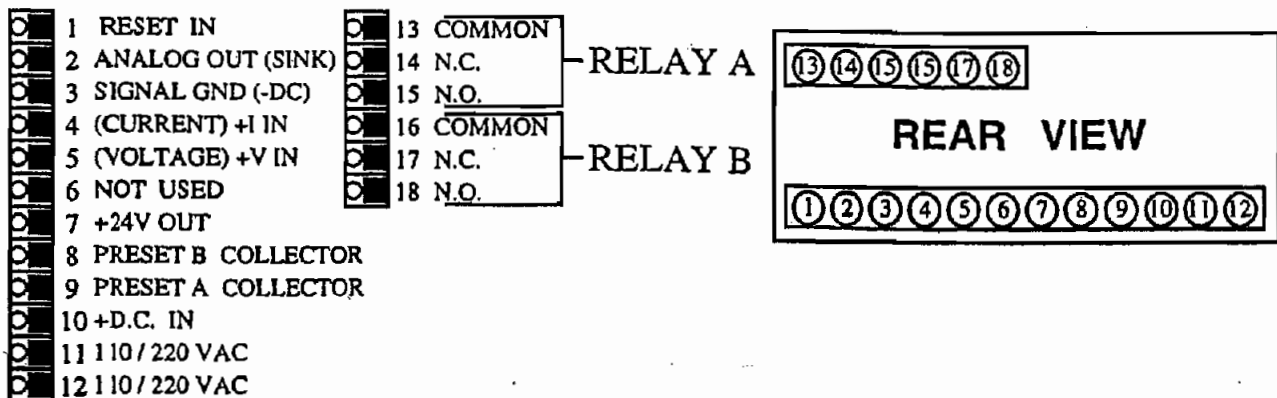 1 RESET IN
2 ANALOG OUT (SINK)
3 SIGNAL GND (-DC)
4 (CURRENT) +I IN
5 (VOLTAGE) +V IN
6 NOT USED
7 +24V OUT
8 PRESET B COLLECTOR
9 PRESET A COLLECTOR
10 +D.C. IN
11 110 / 220 VAC
12 110 / 220 VAC
13 COMMON
14 N.C.
15 N.O.
RELAY A
16 COMMON
17 N.C.
18 N.O.
RELAY B
13 14 15 15 17 18
REAR VIEW
1 2 3 4 5 6 7 8 9 10 11 12